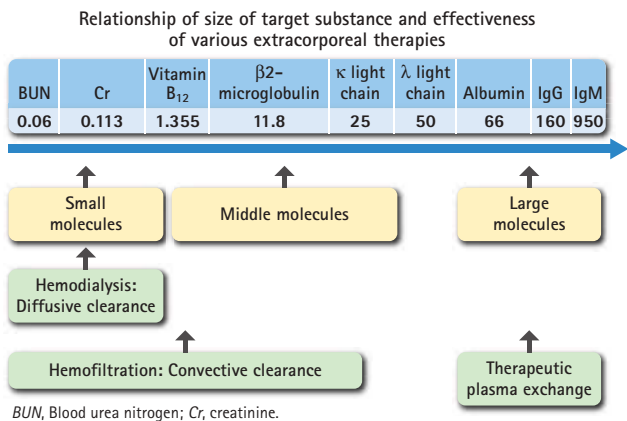 Relationship of size of target substance and effectiveness
of various extracorporeal therapies
BUN Cr Vitamin B12 β2-microglobulin κ light chain λ light chain Albumin IgG IgM
0.06 0.113 1.355 11.8 25 50 66 160 950
Small
molecules
Middle molecules
Large
molecules
Hemodialysis:
Diffusive clearance
Hemofiltration: Convective clearance
Therapeutic
plasma exchange
BUN, Blood urea nitrogen; Cr, creatinine.